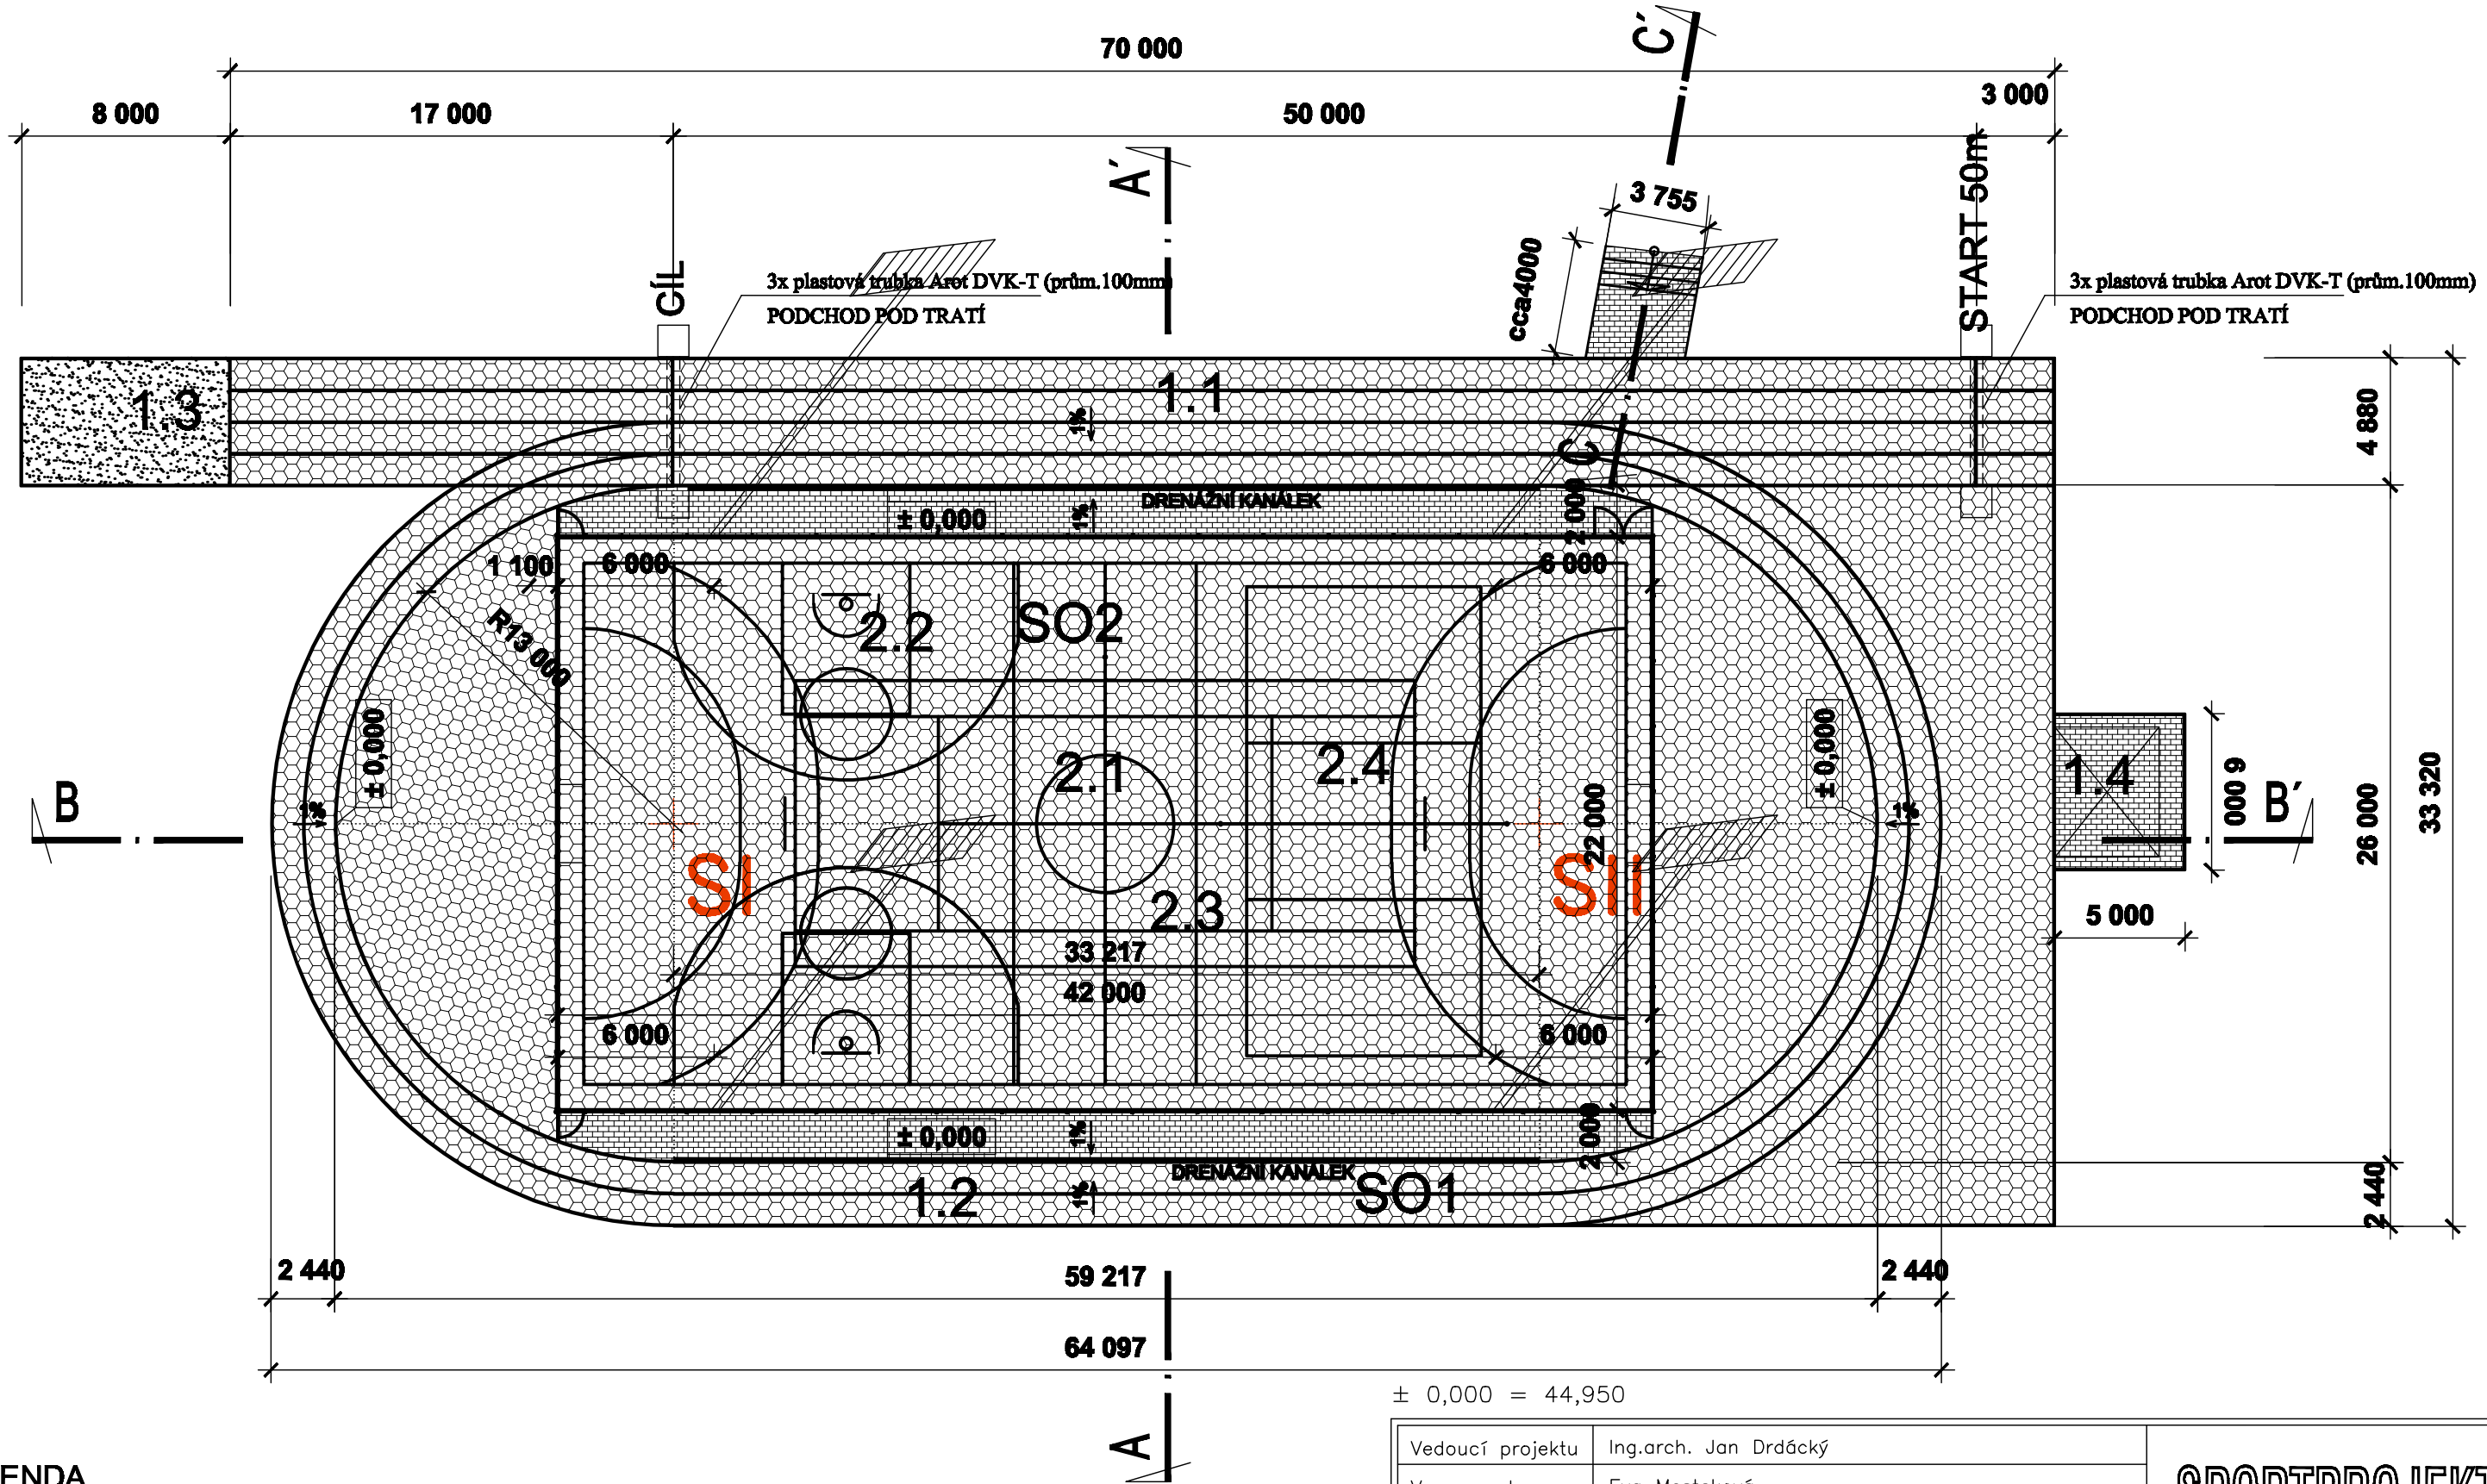 70 000
8 000
17 000
50 000
3 000
C´
A´
3 755
cca4000
CÍL
START 50m
3x plastová trubka Arot DVK-T (prům.100mm)
PODCHOD POD TRATÍ
3x plastová trubka Arot DVK-T (prům.100mm)
PODCHOD POD TRATÍ
1.3
1.1
1%
C
4 880
DRENÁŽNÍ KANÁLEK
± 0,000
1%
2 000
1 100
6 000
6 000
R13 000
2.2
SO2
± 0,000
2.1
2.4
± 0,000
1.4
6 000
33 320
26 000
B
1%
1%
B´
22 000
SI
SII
2.3
5 000
33 217
42 000
6 000
6 000
± 0,000
1%
2 000
DRENÁŽNÍ KANÁLEK
1.2
1%
SO1
2 440
2 440
59 217
2 440
64 097
± 0,000 = 44,950
A
Vedoucí projektu Ing.arch. Jan Drdácký
ENDA
SPORTPROJEKT